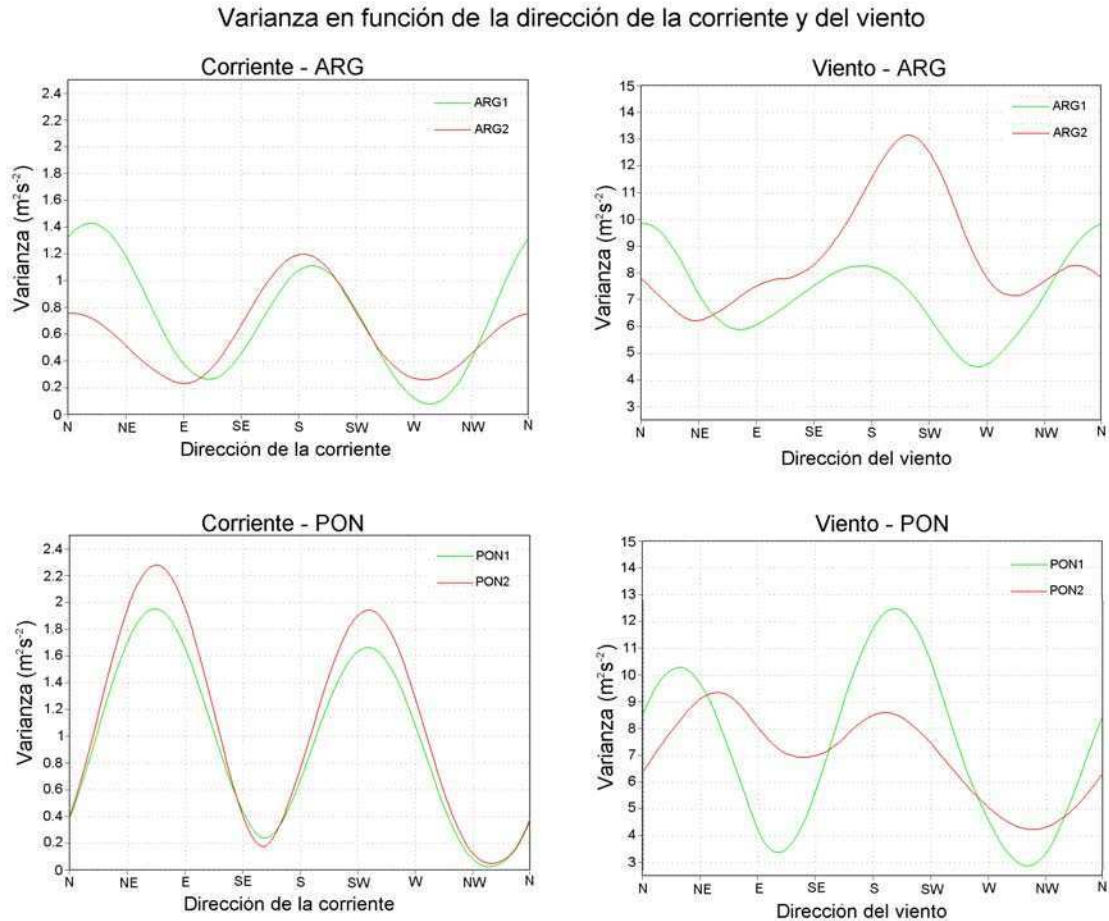 Varianza en función de la dirección de la corriente y del viento
Corriente - ARG
Varianza (m²s⁻²)
2.4
2.2
2
1.8
1.6
1.4
1.2
1
0.8
0.6
0.4
0.2
0
ARG1
ARG2
N NE E SE S SW W NW N
Dirección de la corriente
Viento - ARG
Varianza (m²s⁻²)
15
14
13
12
11
10
9
8
7
6
5
4
3
ARG1
ARG2
N NE E SE S SW W NW N
Dirección del viento
Corriente - PON
Varianza (m²s⁻²)
2.4
2.2
2
1.8
1.6
1.4
1.2
1
0.8
0.6
0.4
0.2
0
PON1
PON2
N NE E SE S SW W NW N
Dirección de la corriente
Viento - PON
Varianza (m²s⁻²)
15
14
13
12
11
10
9
8
7
6
5
4
3
PON1
PON2
N NE E SE S SW W NW N
Dirección del viento